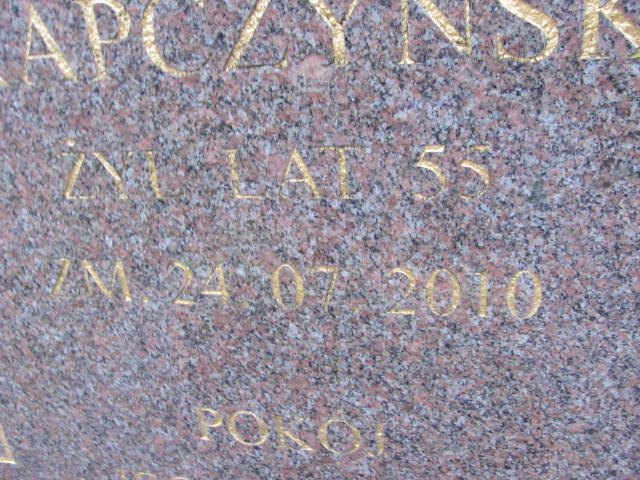 APCZYŃSK
ŻYŁ LAT 55
ZM. 24.07.2010
POKÓJ